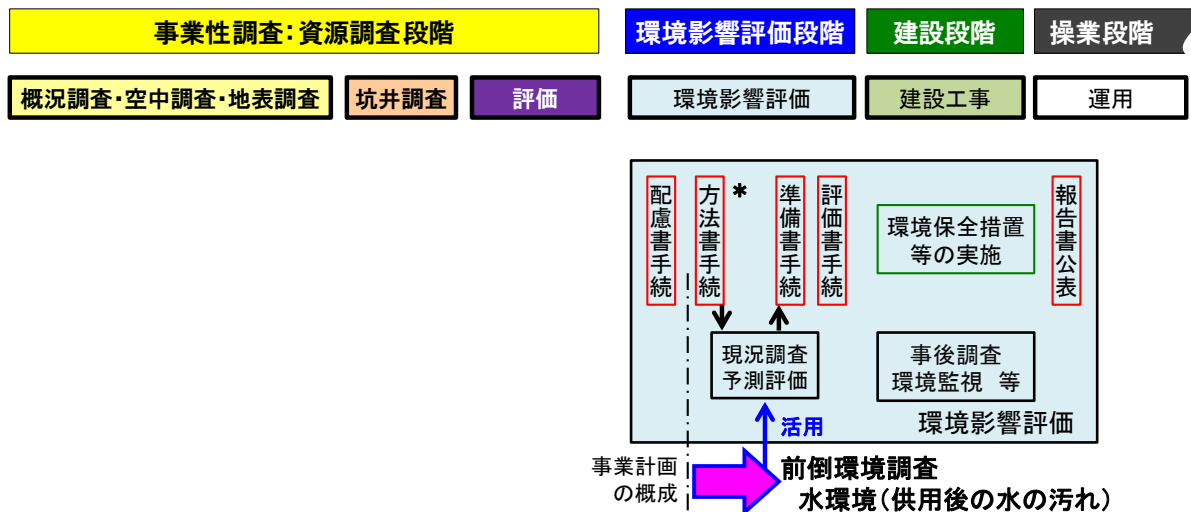 事業性調査：資源調査段階
環境影響評価段階
建設段階
操業段階
概況調査・空中調査・地表調査
坑井調査
評価
環境影響評価
建設工事
運用
配慮書手続
方法書手続
*
準備書手続
評価書手続
環境保全措置
等の実施
報告書公表
現況調査
予測評価
事後調査
環境監視 等
活用
環境影響評価
事業計画
の概成
前倒環境調査
水環境（供用後の水の汚れ）